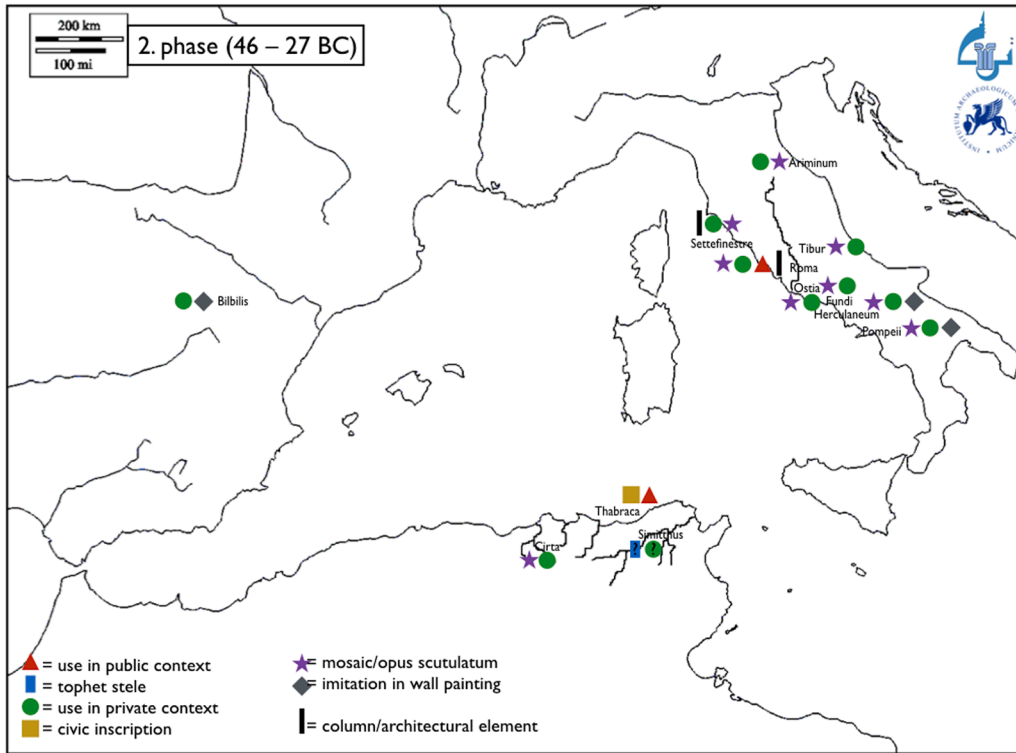 200 km
100 mi
2. phase (46 – 27 BC)
Ariminum
Settefinestre
Tibur
Roma
Ostia
Fundi
Herculaneum
Pompeii
Bilbilis
Thabraca
Simitthus
Cirta
? ?
= use in public context
= tophet stele
= use in private context
= civic inscription
= mosaic/opus scutulatum
= imitation in wall painting
= column/architectural element